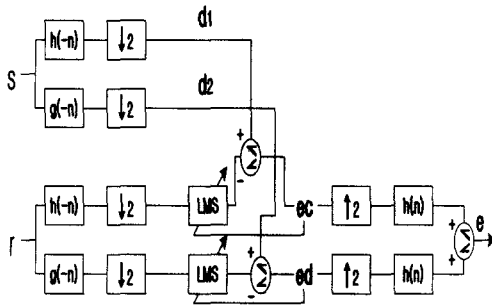 d1
h(-n) ↓2
S
d2
g(-n) ↓2
+
Σ
-
h(-n) ↓2 LMS ec ↑2 h(n)
r
+ e
Σ
+
g(-n) ↓2 LMS + Σ ed ↑2 h(n)
-